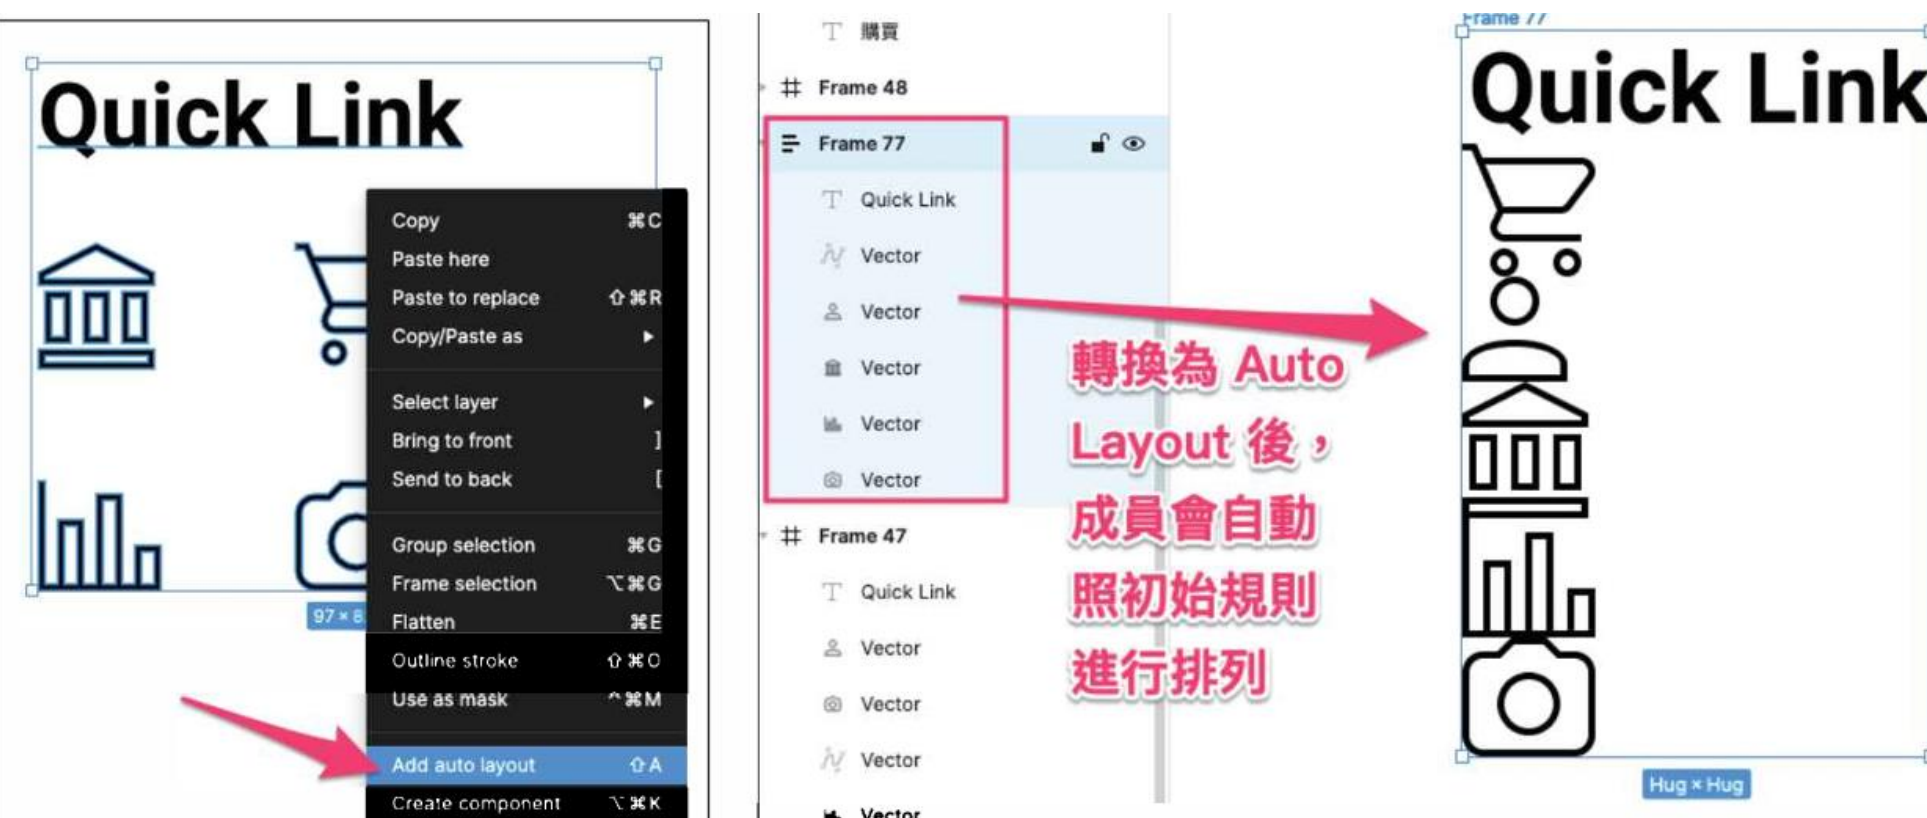 Quick Link
97 × 8
Copy ⌘C
Paste here
Paste to replace ⇧⌘R
Copy/Paste as ▶
Select layer ▶
Bring to front ]
Send to back [
Group selection ⌘G
Frame selection ⌥⌘G
Flatten ⌘E
Outline stroke ⇧⌘O
Use as mask ^⌘M
Add auto layout ⇧A
Create component ⌥⌘K
購買
Frame 48
Frame 77
Quick Link
Vector
Vector
Vector
Vector
Vector
Frame 47
Quick Link
Vector
Vector
Vector
Vector
轉換為 Auto
Layout 後，
成員會自動
照初始規則
進行排列
Frame 77
Quick Link
Hug × Hug